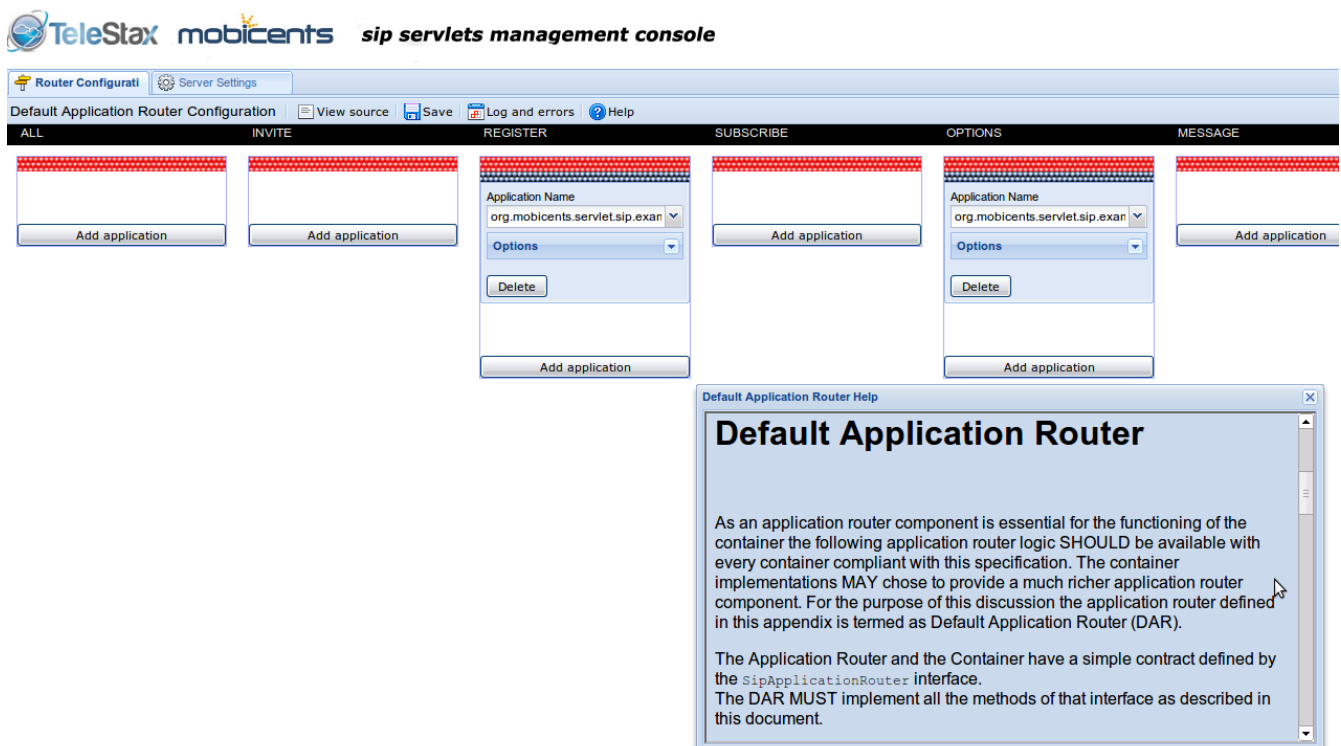 TeleStax mobicents sip servlets management console
Router Configurati Server Settings
Default Application Router Configuration View source Save Log and errors Help
ALL INVITE REGISTER SUBSCRIBE OPTIONS MESSAGE
Application Name Application Name
org.mobicents.servlet.sip.exam org.mobicents.servlet.sip.exam
Add application Add application Options Add application Options Add application
Delete Delete
Add application Add application
Default Application Router Help
Default Application Router
As an application router component is essential for the functioning of the
container the following application router logic SHOULD be available with
every container compliant with this specification. The container
implementations MAY chose to provide a much richer application router
component. For the purpose of this discussion the application router defined
in this appendix is termed as Default Application Router (DAR).
The Application Router and the Container have a simple contract defined by
the SipApplicationRouter interface.
The DAR MUST implement all the methods of that interface as described in
this document.